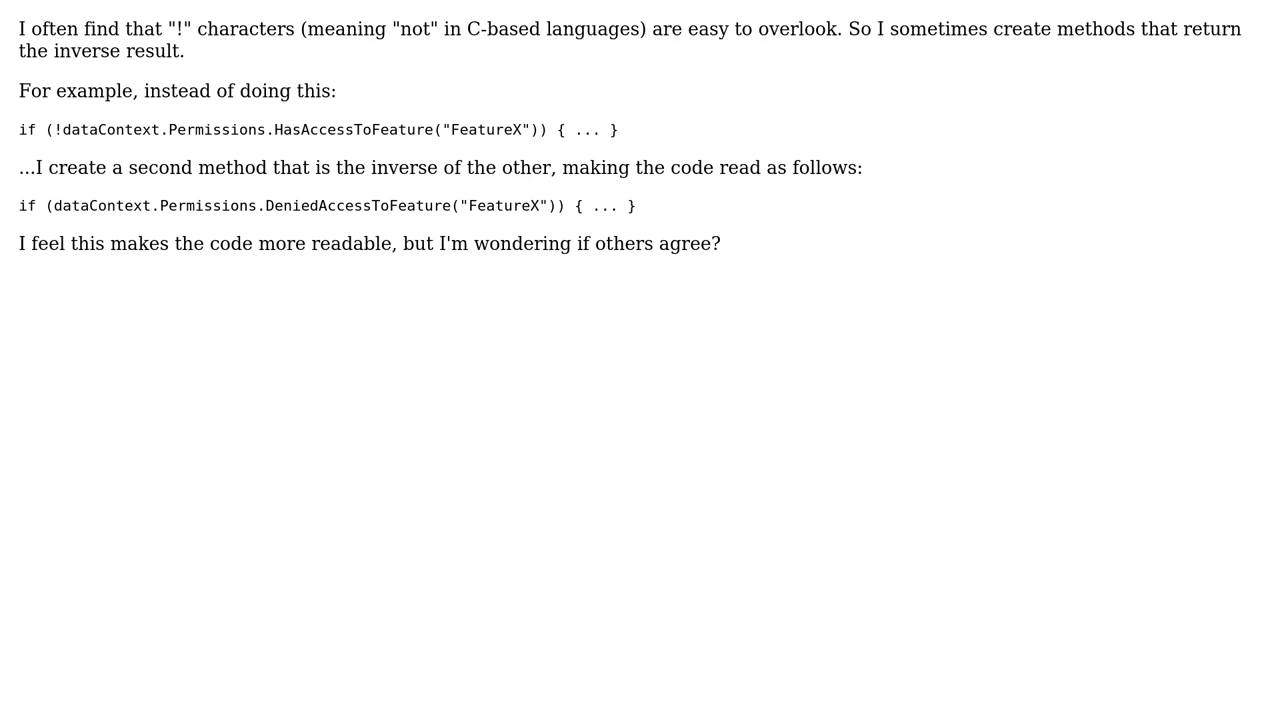 I often find that "!" characters (meaning "not" in C-based languages) are easy to overlook. So I sometimes create methods that return
the inverse result.
For example, instead of doing this:
if (!dataContext.Permissions.HasAccessToFeature("FeatureX")) { ... }
...I create a second method that is the inverse of the other, making the code read as follows:
if (dataContext.Permissions.DeniedAccessToFeature("FeatureX")) { ... }
I feel this makes the code more readable, but I'm wondering if others agree?